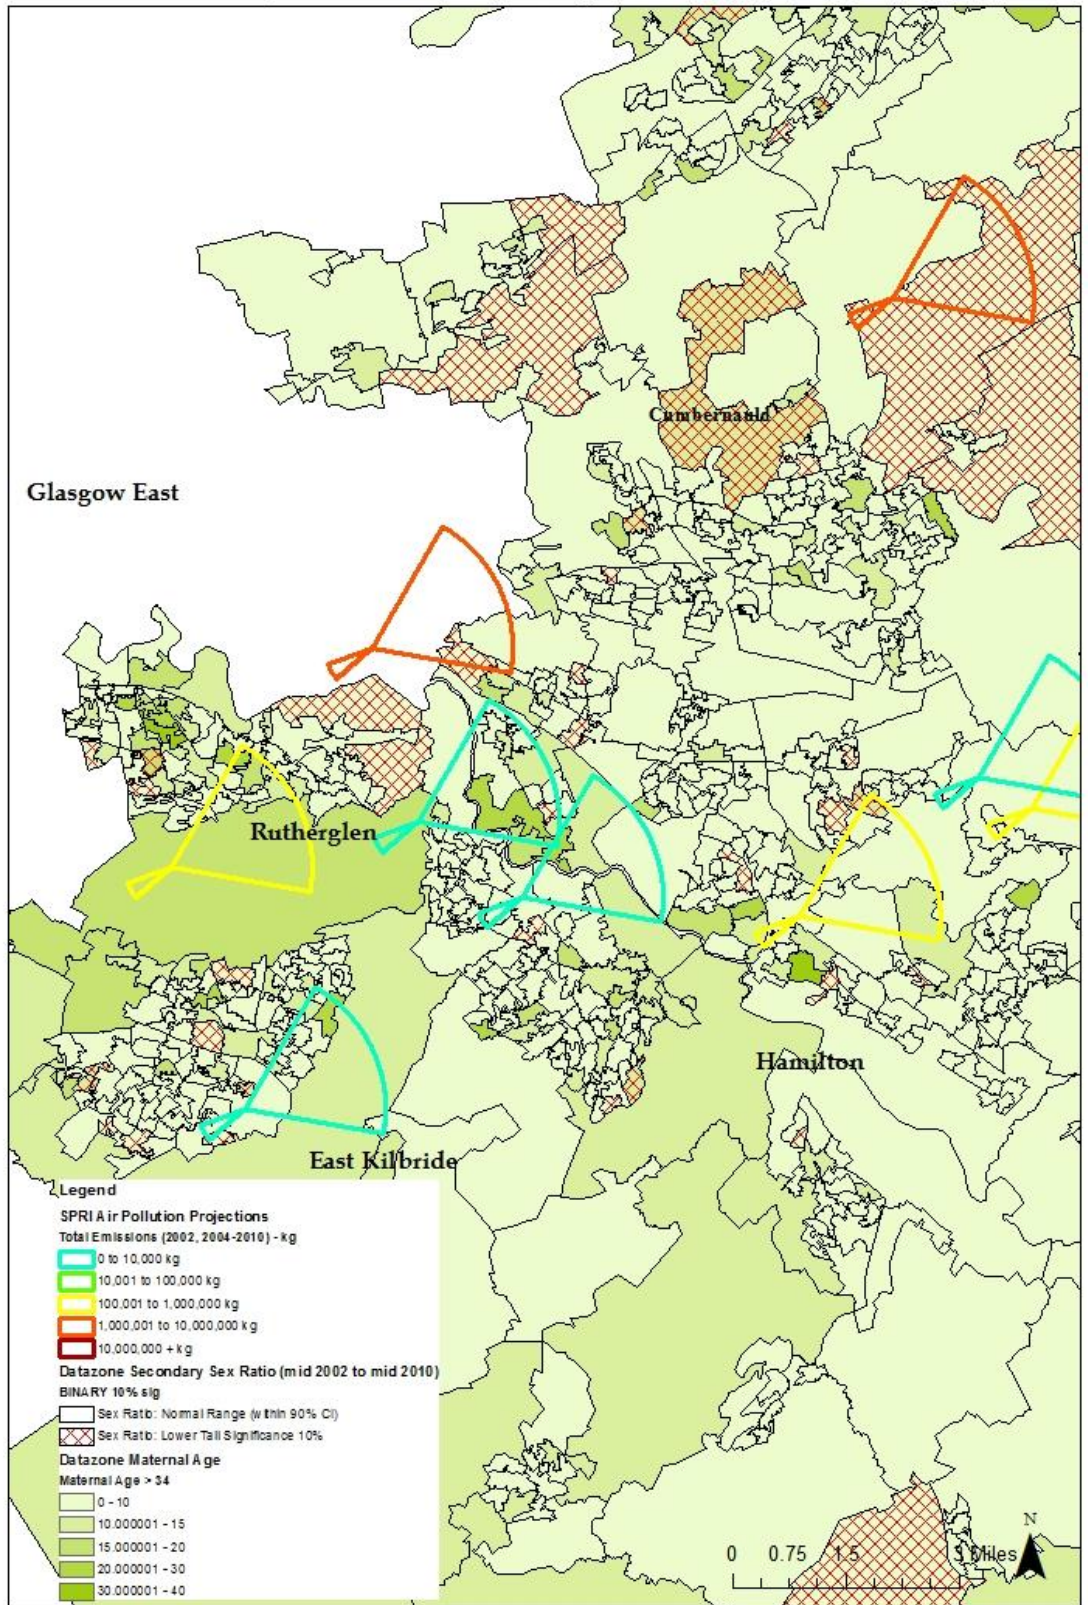 Cumbernauld
Glasgow East
Rutherglen
Hamilton
East Kilbride
Legend
SPRI Air Pollution Projections
Total Emissions (2002, 2004-2010) - kg
0 to 10,000 kg
10,001 to 100,000 kg
100,001 to 1,000,000 kg
1,000,001 to 10,000,000 kg
10,000,000 + kg
Datazone Secondary Sex Ratio (mid 2002 to mid 2010)
BINARY 10% sig
Sex Ratio: Normal Range (within 90% CI)
Sex Ratio: Lower Tail Significance 10%
Datazone Maternal Age
Maternal Age > 34
0 - 10
10.000001 - 15
15.000001 - 20
20.000001 - 30
30.000001 - 40
N
0 0.75 1.5 3 Miles